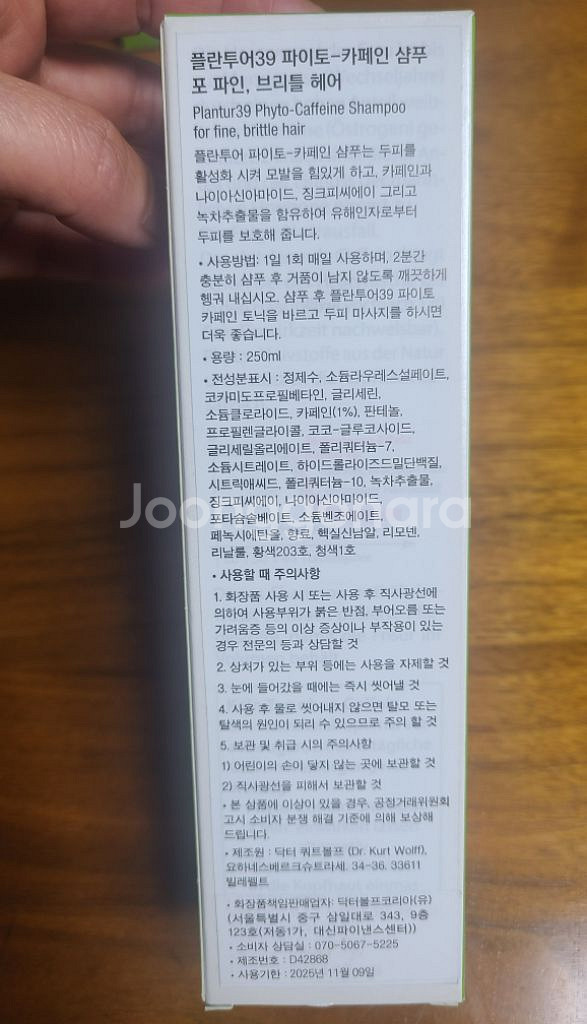 플란투어39 파이토-카페인 샴푸
포 파인, 브리틀 헤어
Plantur39 Phyto-Caffeine Shampoo
for fine, brittle hair
플란투어 파이토-카페인 샴푸는 두피를
활성화 시켜 모발을 힘있게 하고, 카페인과
나이아신아마이드, 징크피씨에이 그리고
녹차추출물을 함유하여 유해인자로부터
두피를 보호해 줍니다.
• 사용방법: 1일 1회 매일 사용하며, 2분간
충분히 샴푸 후 거품이 남지 않도록 깨끗하게
헹궈 내십시오. 샴푸 후 플란투어39 파이토
카페인 토닉을 바르고 두피 마사지를 하시면
더욱 좋습니다.
• 용량 : 250ml
• 전성분표시 : 정제수, 소듐라우레스설페이트,
코카미도프로필베타인, 글리세린,
소듐클로라이드, 카페인(1%), 판테놀,
프로필렌글라이콜, 코코-글루코사이드,
글리세릴올리에이트, 폴리쿼터늄-7,
소듐시트레이트, 하이드롤라이즈드밀단백질,
시트릭애씨드, 폴리쿼터늄-10, 녹차추출물,
징크피씨에이, 나이아신아마이드,
포타슘솔베이트, 소듐벤조에이트,
페녹시에탄올, 향료, 헥실신남알, 리모넨,
리날룰, 황색203호, 청색1호
• 사용할 때 주의사항
1. 화장품 사용 시 또는 사용 후 직사광선에
의하여 사용부위가 붉은 반점, 부어오름 또는
가려움증 등의 이상 증상이나 부작용이 있는
경우 전문의 등과 상담할 것
2. 상처가 있는 부위 등에는 사용을 자제할 것
3. 눈에 들어갔을 때에는 즉시 씻어낼 것
4. 사용 후 물로 씻어내지 않으면 탈모 또는
탈색의 원인이 되리 수 있으므로 주의 할 것
5. 보관 및 취급 시의 주의사항
1) 어린이의 손이 닿지 않는 곳에 보관할 것
2) 직사광선을 피해서 보관할 것
• 본 상품에 이상이 있을 경우, 공정거래위원회
고시 소비자 분쟁 해결 기준에 의해 보상해
드립니다.
• 제조원 : 닥터 쿼트볼프 (Dr. Kurt Wolff),
요하네스베르크슈트라세. 34-36. 33611
빌레펠트
• 화장품책임판매업자: 닥터볼프코리아(유)
(서울특별시 중구 삼일대로 343, 9층
123호(저동1가, 대신파이낸스센터))
• 소비자 상담실 : 070-5067-5225
• 제조번호 : D42868
• 사용기한 : 2025년 11월 09일